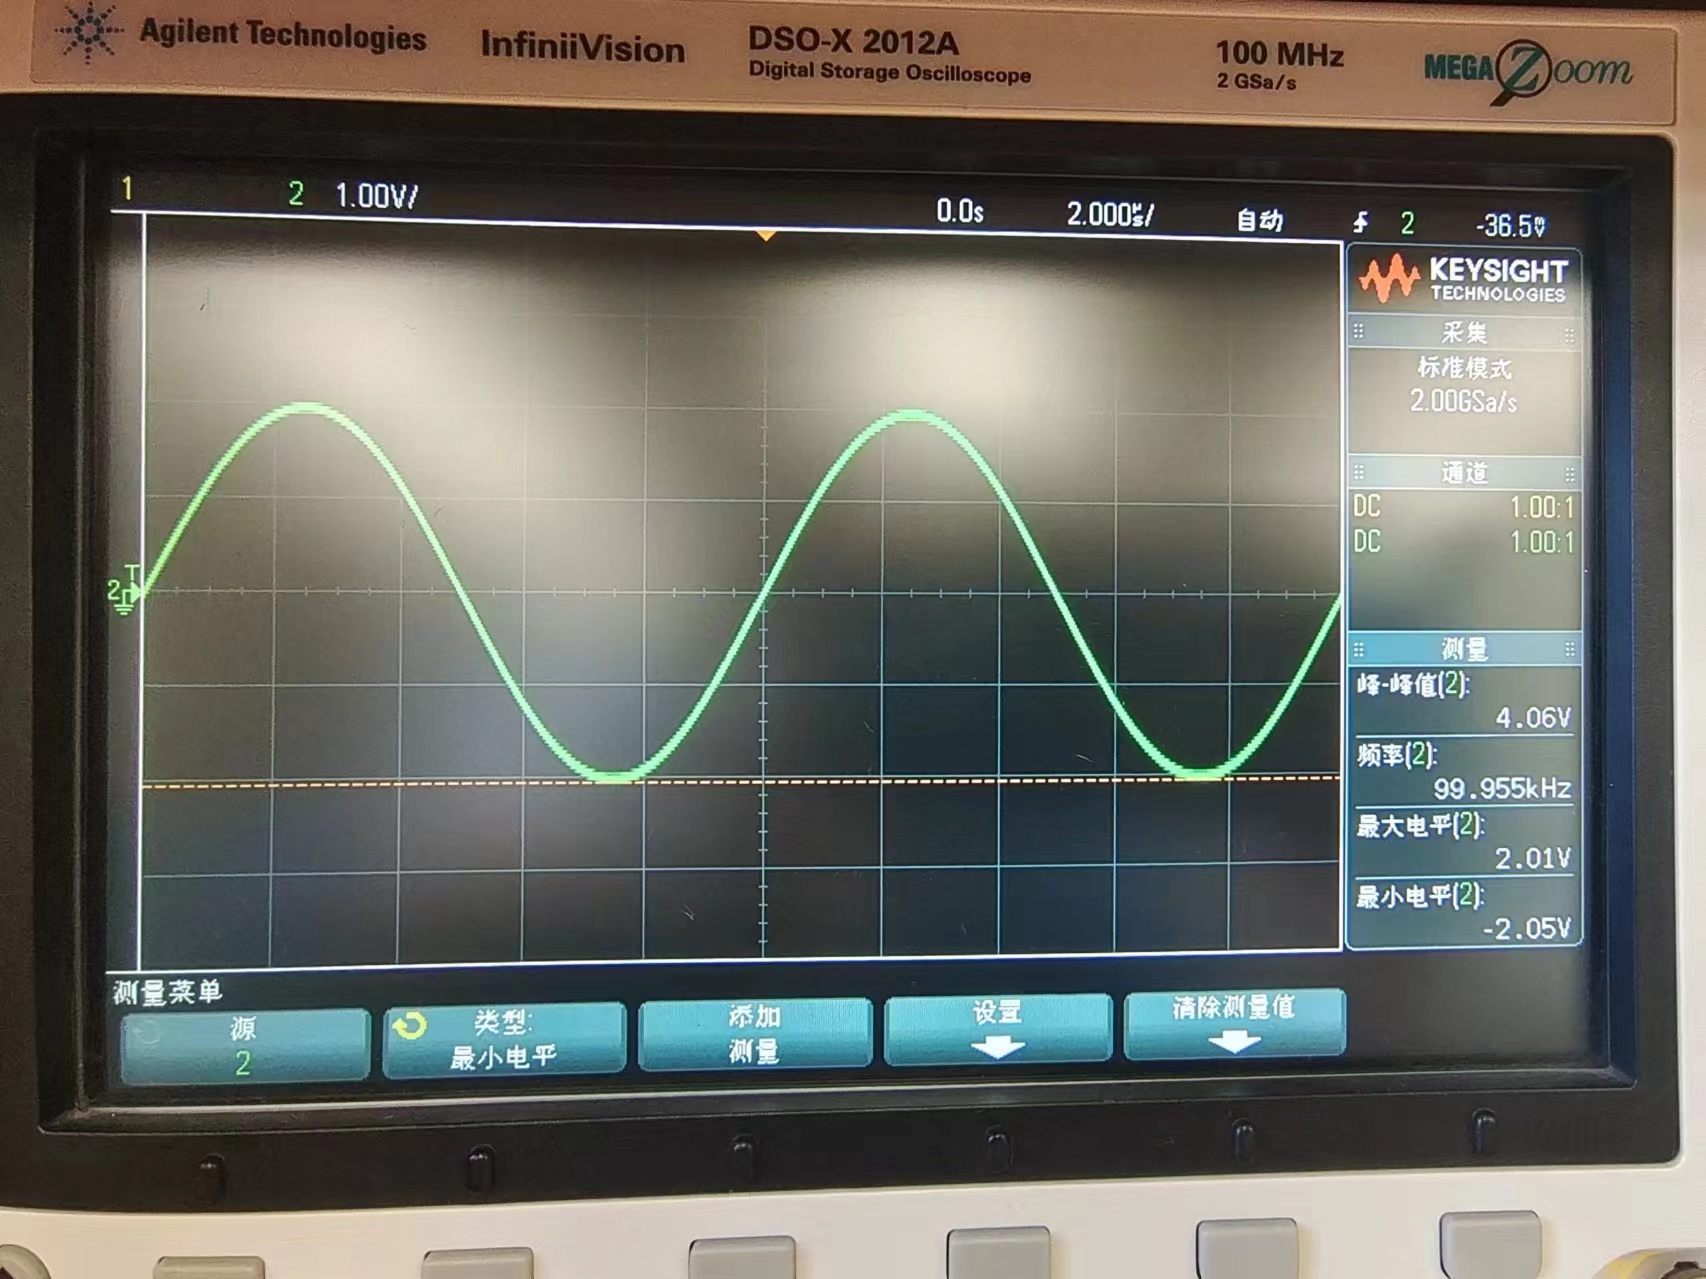 Agilent Technologies InfiniiVision DSO-X 2012A 100 MHz MEGA Zoom
Digital Storage Oscilloscope 2 GSa/s
1 2 1.00V/ 0.0s 2.000µs/ 自动 2 -36.5mV
KEYSIGHT
TECHNOLOGIES
采集
标准模式
2.00GSa/s
通道
DC 1.00:1
DC 1.00:1
T
2
测量
峰-峰值(2):
4.06V
频率(2):
99.955kHz
最大电平(2):
2.01V
最小电平(2):
-2.05V
测量菜单
源
2
类型:
最小电平
添加
测量
设置
清除测量值